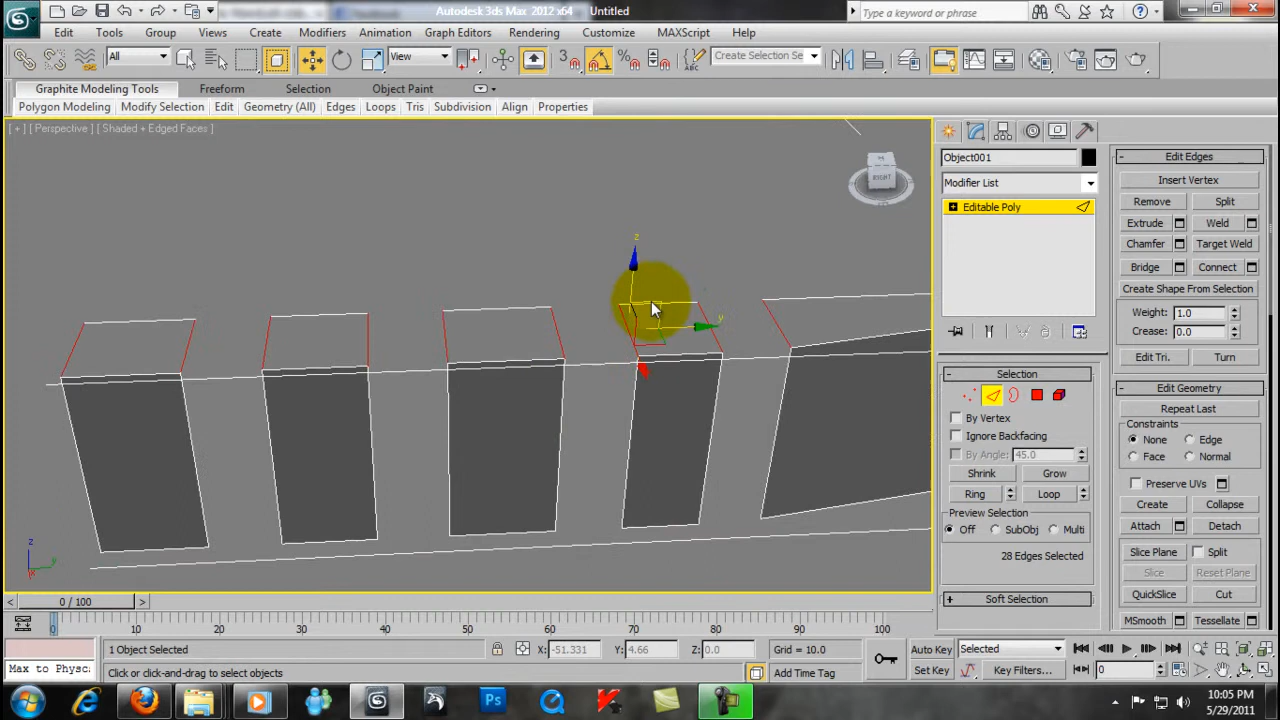 Autodesk 3ds Max 2012 x64 Untitled
Type a keyword or phrase
Edit Tools Group Views Create Modifiers Animation Graph Editors Rendering Customize MAXScript Help
All View 3 Create Selection Se
Graphite Modeling Tools Freeform Selection Object Paint
Polygon Modeling Modify Selection Edit Geometry (All) Edges Loops Tris Subdivision Align Properties
[ + ] [ Perspective ] [ Shaded + Edged Faces ]
RIGHT
z
y
z
y
x
0 / 100
0 10 20 30 40 50 60 70 80 90 100
1 Object Selected X: -51.331 Y: 4.66 Z: 0.0 Grid = 10.0 Auto Key Selected
Max to Physc: Click or click-and-drag to select objects Add Time Tag Set Key Key Filters... 0
Object001
Modifier List
Editable Poly
Selection
By Vertex
Ignore Backfacing
By Angle: 45.0
Shrink Grow
Ring Loop
Preview Selection
Off SubObj Multi
28 Edges Selected
Soft Selection
Edit Edges
Insert Vertex
Remove Split
Extrude Weld
Chamfer Target Weld
Bridge Connect
Create Shape From Selection
Weight: 1.0
Crease: 0.0
Edit Tri. Turn
Edit Geometry
Repeat Last
Constraints
None Edge
Face Normal
Preserve UVs
Create Collapse
Attach Detach
Slice Plane Split
Slice Reset Plane
QuickSlice Cut
MSmooth Tessellate
Ps
10:05 PM
5/29/2011